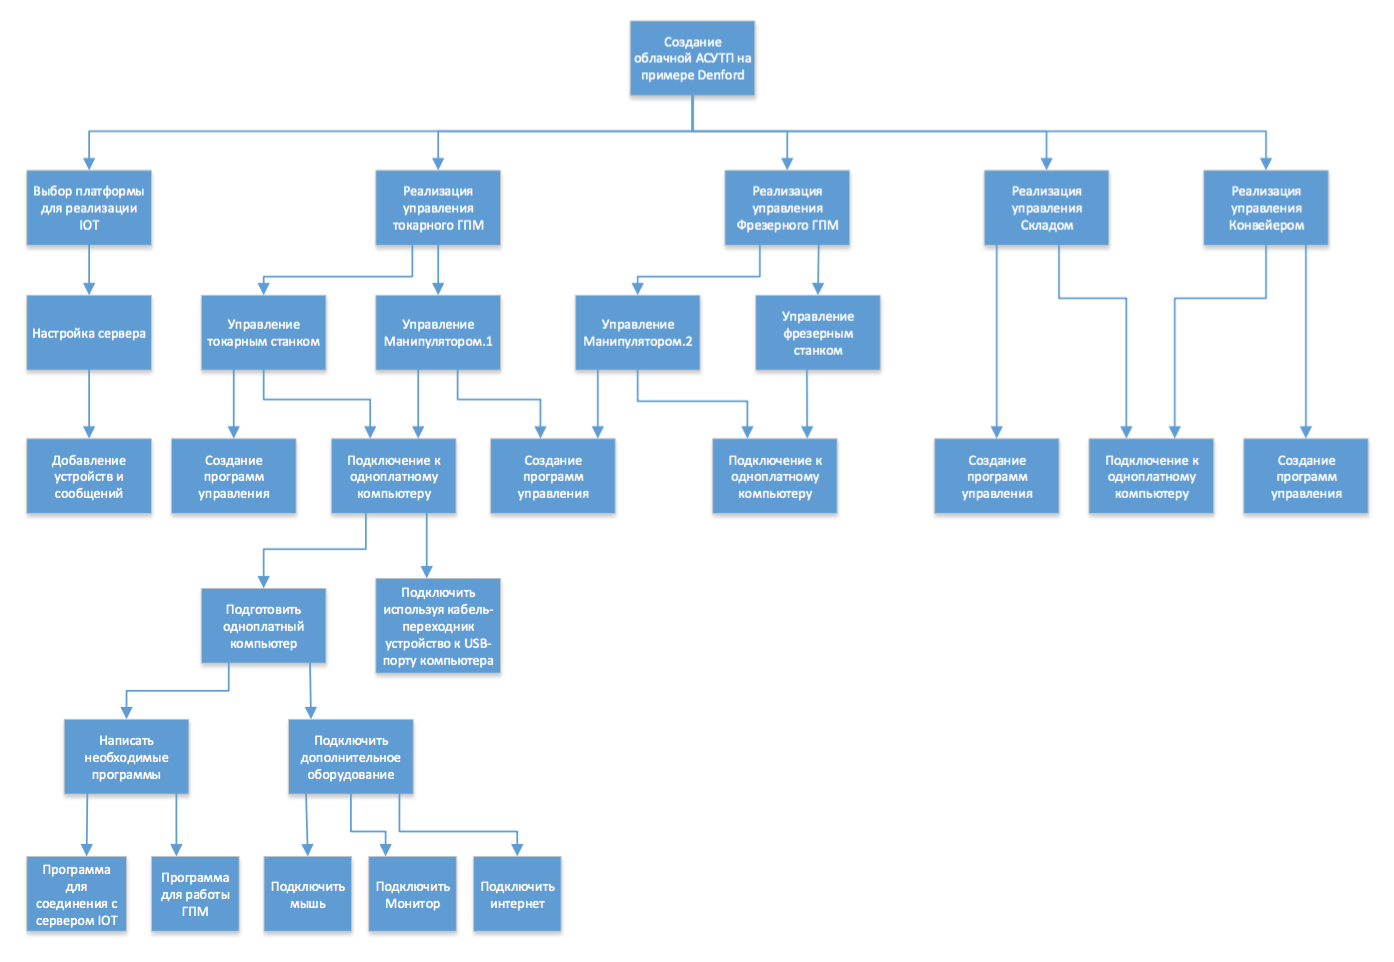 Создание
облачной АСУТП на
примере Denford
Выбор платформы
для реализации
IOT
Реализация
управления
токарного ГПМ
Реализация
управления
Фрезерного ГПМ
Реализация
управления
Складом
Реализация
управления
Конвейером
Настройка сервера
Управление
токарным станком
Управление
Манипулятором.1
Управление
Манипулятором.2
Управление
фрезерным
станком
Добавление
устройств и
сообщений
Создание
программ
управления
Подключение к
одноплатному
компьютеру
Создание
программ
управления
Подключение к
одноплатному
компьютеру
Создание
программ
управления
Подключение к
одноплатному
компьютеру
Создание
программ
управления
Подготовить
одноплатный
компьютер
Подключить
используя кабель-
переходник
устройство к USB-
порту компьютера
Написать
необходимые
программы
Подключить
дополнительное
оборудование
Программа
для
соединения с
сервером IOT
Программа
для работы
ГПМ
Подключить
мышь
Подключить
Монитор
Подключить
интернет